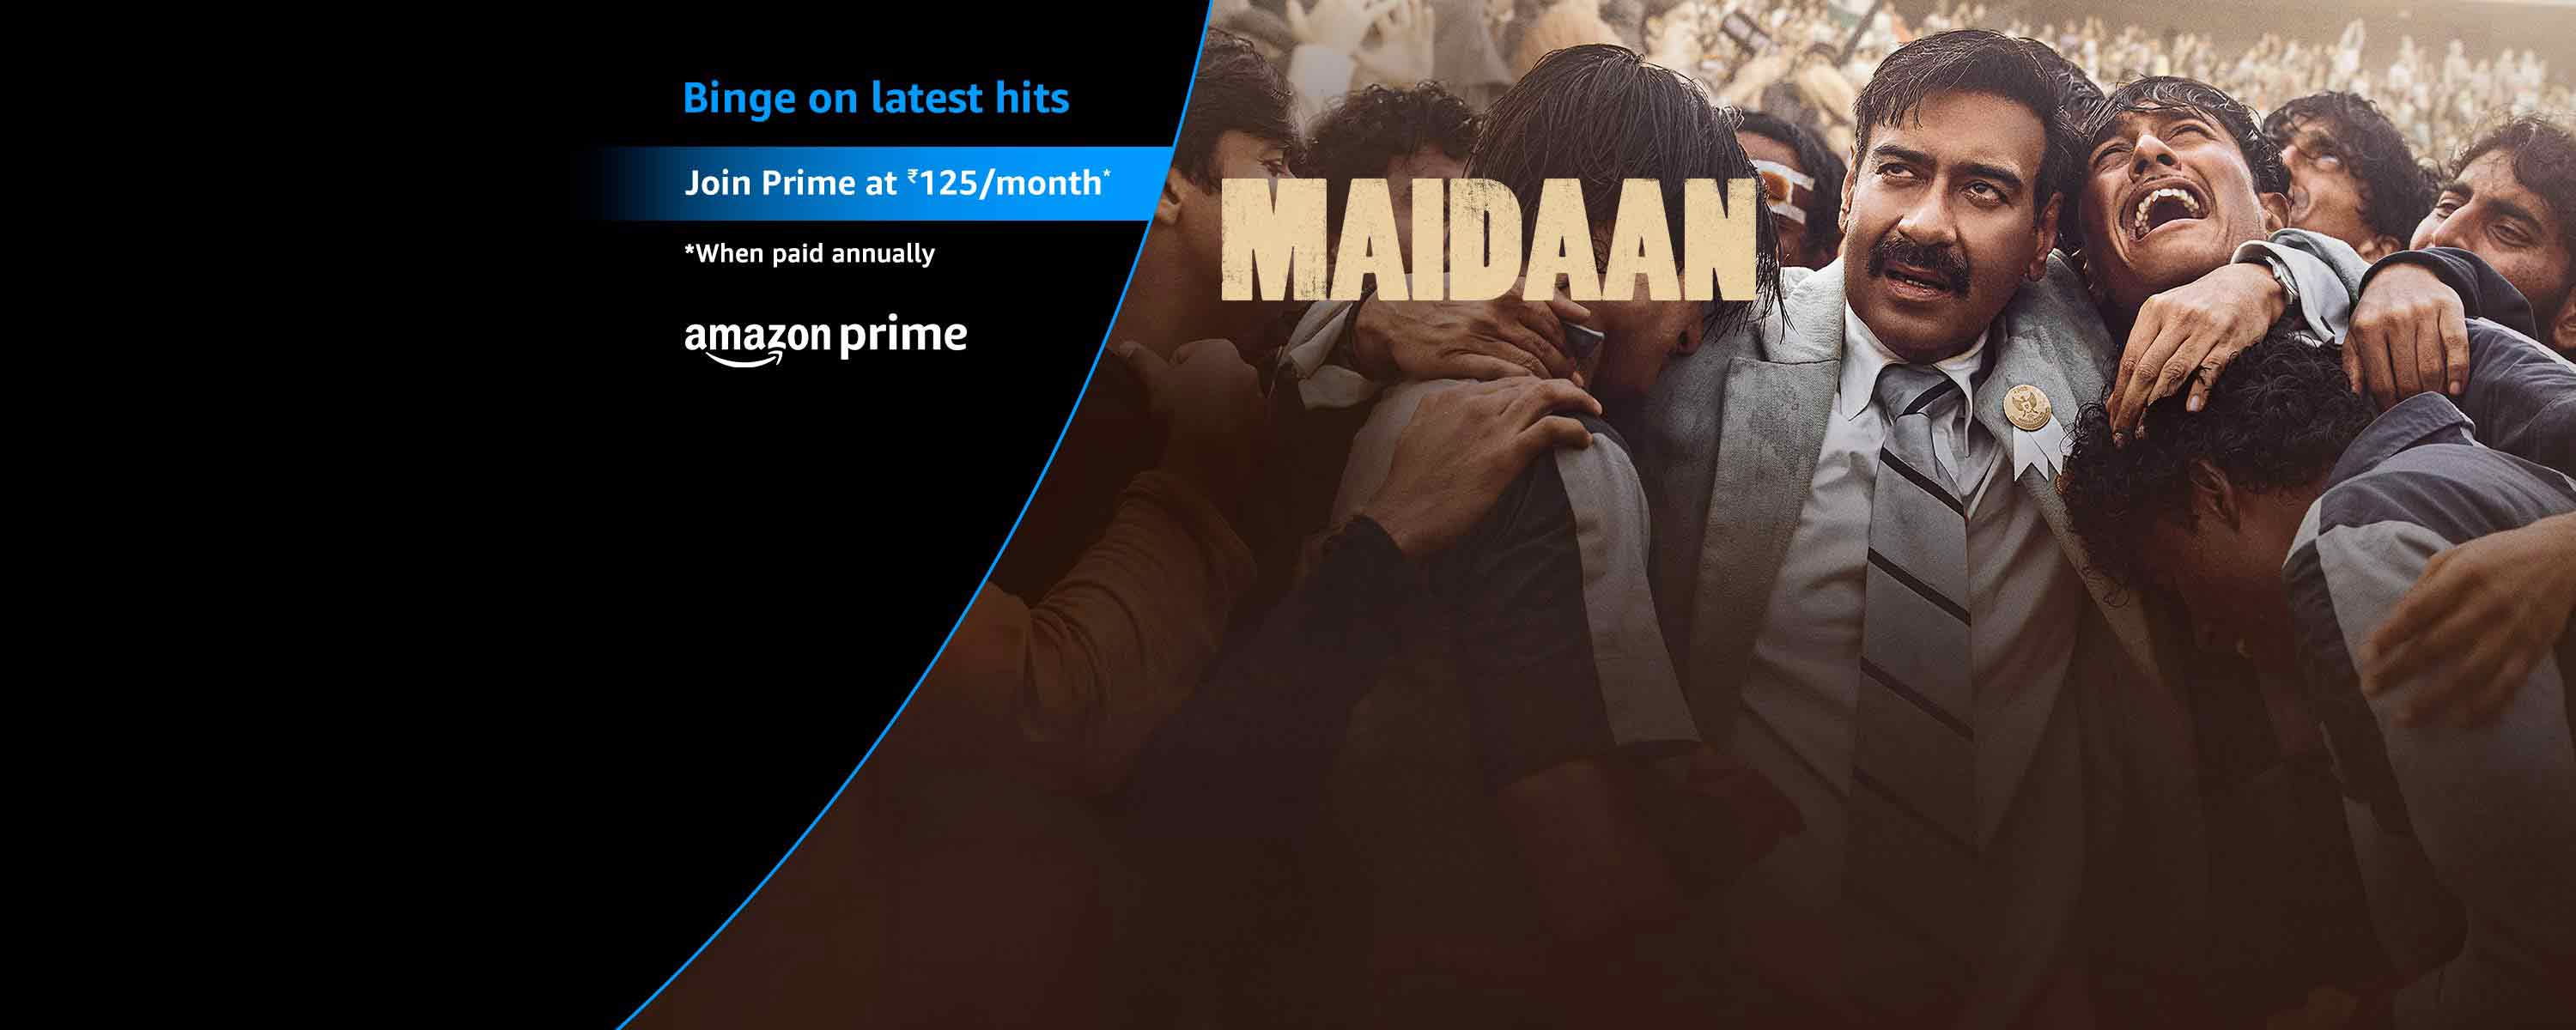 Binge on latest hits
Join Prime at ₹125/month*
*When paid annually
amazon prime
MAIDAAN